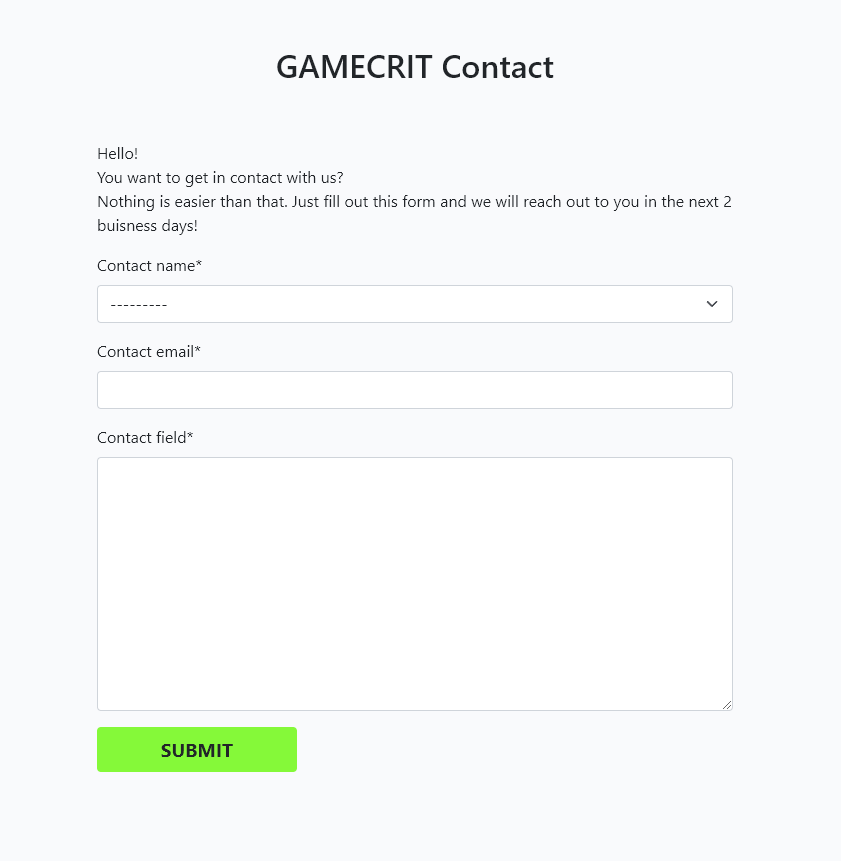 GAMECRIT Contact
Hello!
You want to get in contact with us?
Nothing is easier than that. Just fill out this form and we will reach out to you in the next 2
buisness days!
Contact name*
---------
Contact email*
Contact field*
SUBMIT